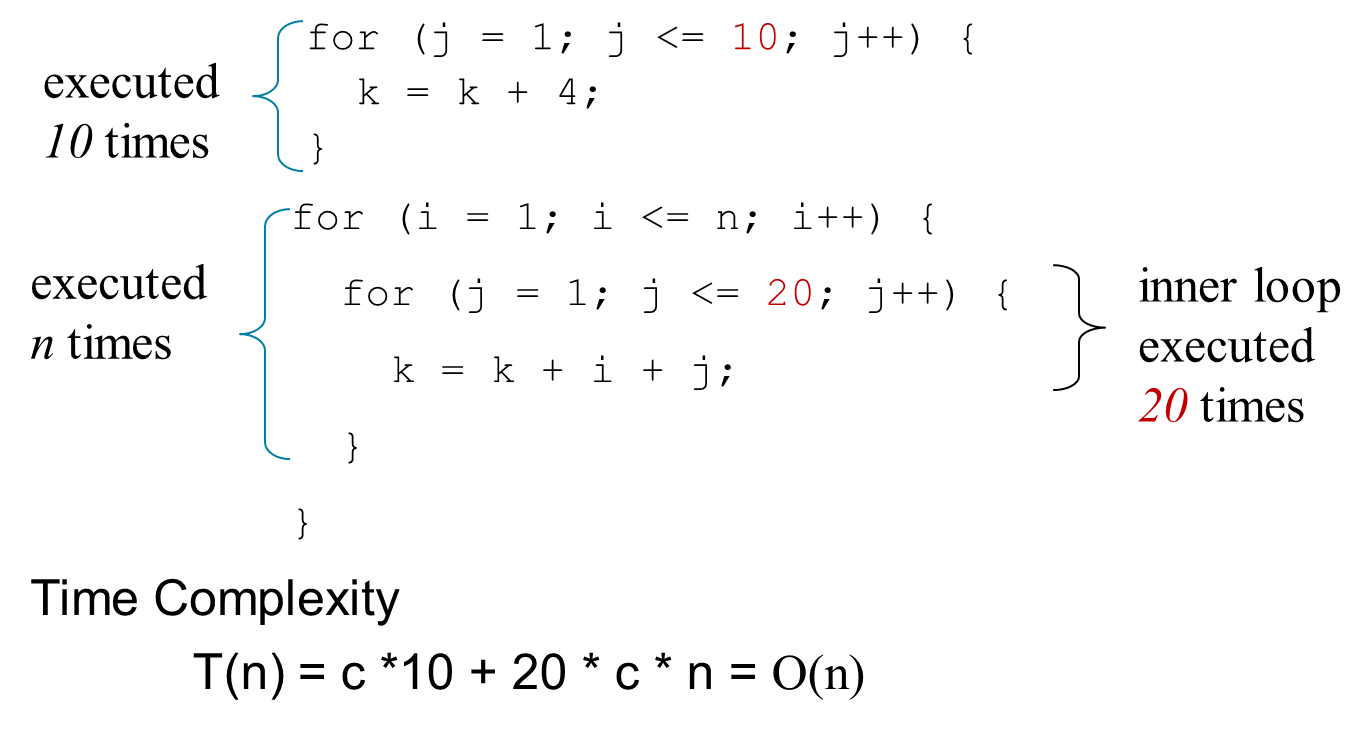 for (j = 1; j <= 10; j++) {
executed
k = k + 4;
10 times
}
for (i = 1; i <= n; i++) {
executed
n times
for (j = 1; j <= 20; j++) {
k = k + i + j;
}
inner loop
executed
20 times
}
Time Complexity
T(n) = c *10 + 20 * c * n = O(n)